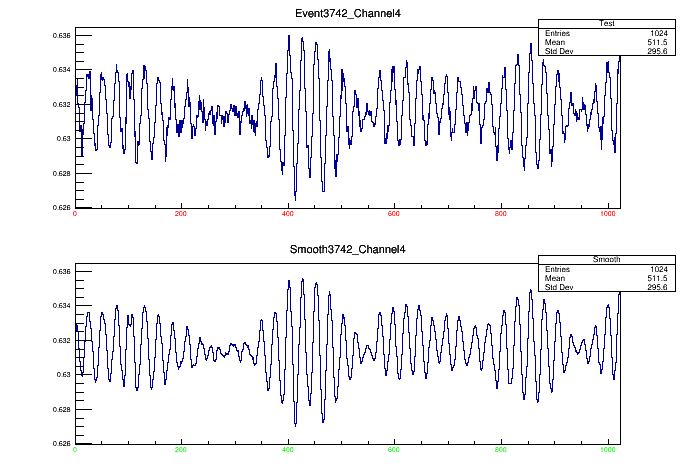 Event3742_Channel4
Test
Entries 1024
Mean 511.5
Std Dev 295.6
0.636
0.634
0.632
0.63
0.628
0.626
0 200 400 600 800 1000
Smooth3742_Channel4
Smooth
Entries 1024
Mean 511.5
Std Dev 295.6
0.636
0.634
0.632
0.63
0.628
0.626
0 200 400 600 800 1000